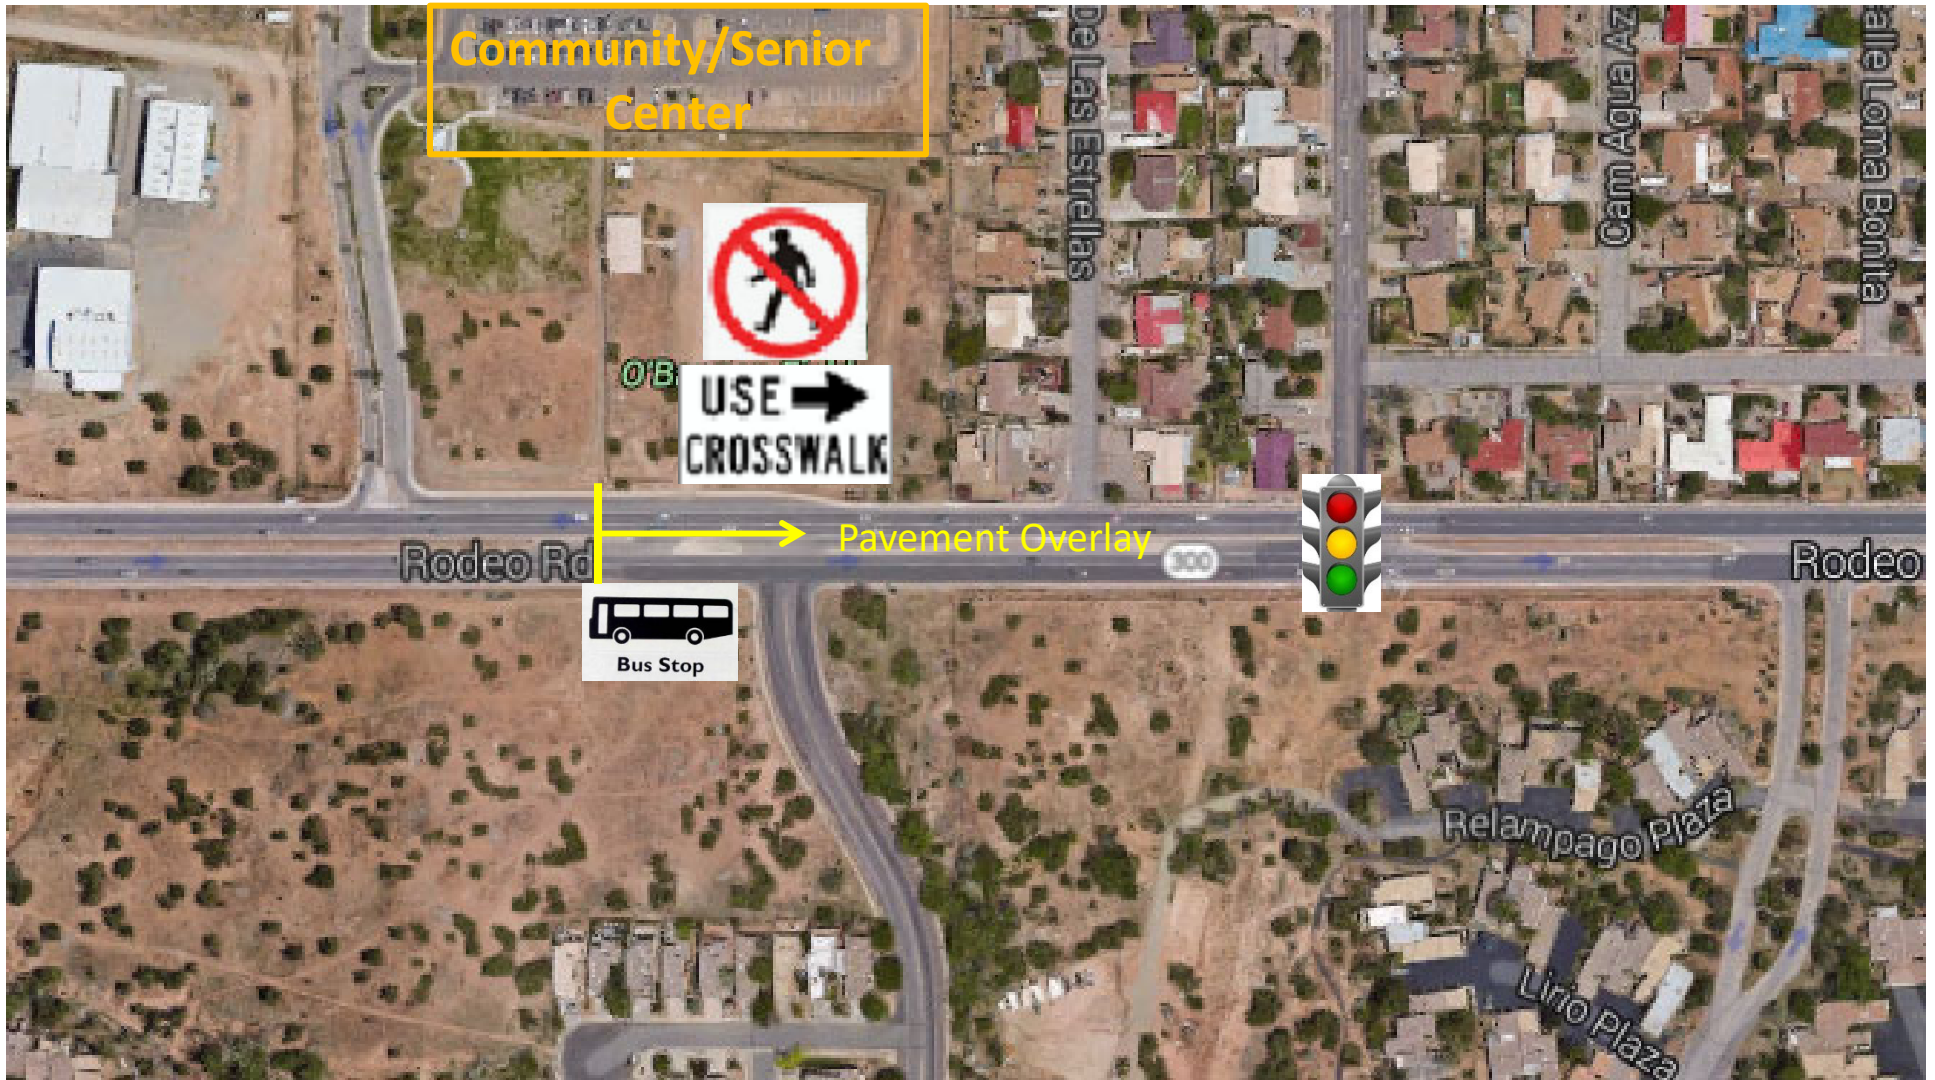 Community/Senior
Center
De Las Estrellas
Camu Agua Az
alle Loma Bonita
O'B
USE
CROSSWALK
Pavement Overlay
Rodeo Rd
300
Rodeo
Bus Stop
Relampago Plaza
Lirio Plaza